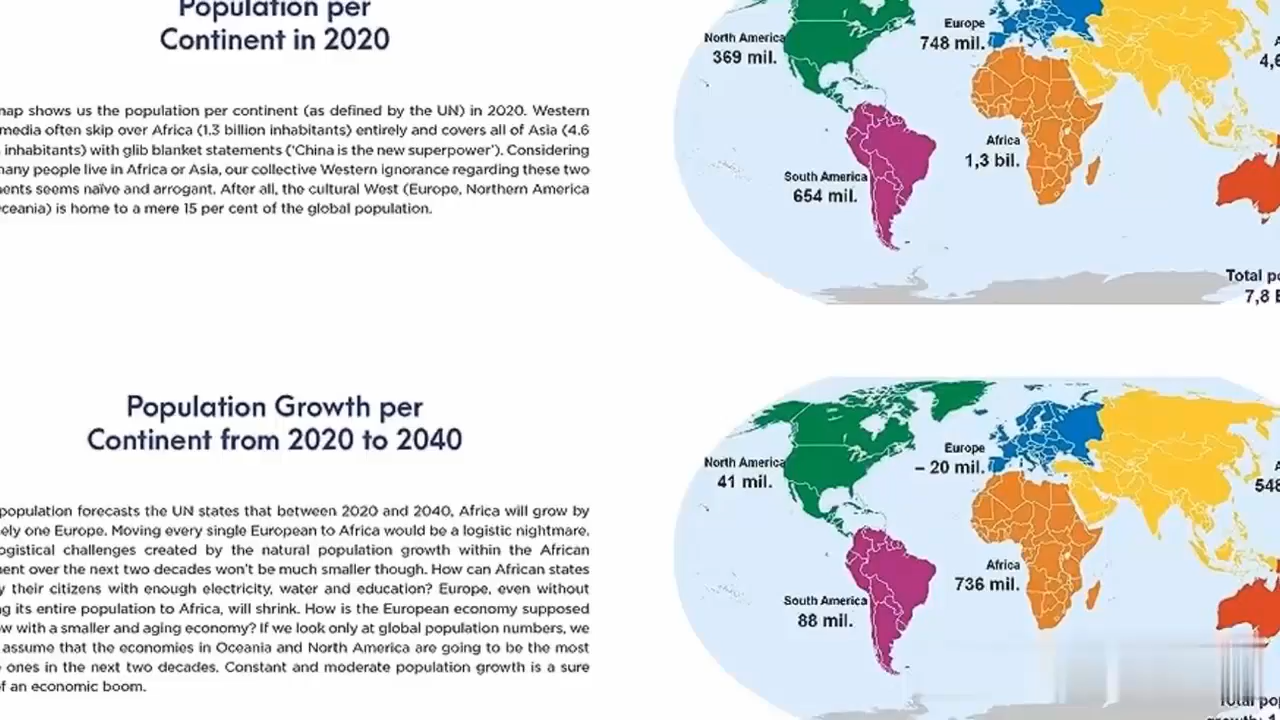 Population per
Continent in 2020
map shows us the population per continent (as defined by the UN) in 2020. Western
media often skip over Africa (1.3 billion inhabitants) entirely and covers all of Asia (4.6
inhabitants) with glib blanket statements ('China is the new superpower'). Considering
many people live in Africa or Asia, our collective Western ignorance regarding these two
ents seems naïve and arrogant. After all, the cultural West (Europe, Northern America
ceania) is home to a mere 15 per cent of the global population.
North America
369 mil.
Europe
748 mil.
4,6
Africa
1,3 bil.
South America
654 mil.
Total po
7,8
Population Growth per
Continent from 2020 to 2040
population forecasts the UN states that between 2020 and 2040, Africa will grow by
ely one Europe. Moving every single European to Africa would be a logistic nightmare.
ogistical challenges created by the natural population growth within the African
ent over the next two decades won't be much smaller though. How can African states
y their citizens with enough electricity, water and education? Europe, even without
ng its entire population to Africa, will shrink. How is the European economy supposed
w with a smaller and aging economy? If we look only at global population numbers, we
assume that the economies in Oceania and North America are going to be the most
ones in the next two decades. Constant and moderate population growth is a sure
of an economic boom.
North America
41 mil.
Europe
– 20 mil.
548
Africa
736 mil.
South America
88 mil.
Total po